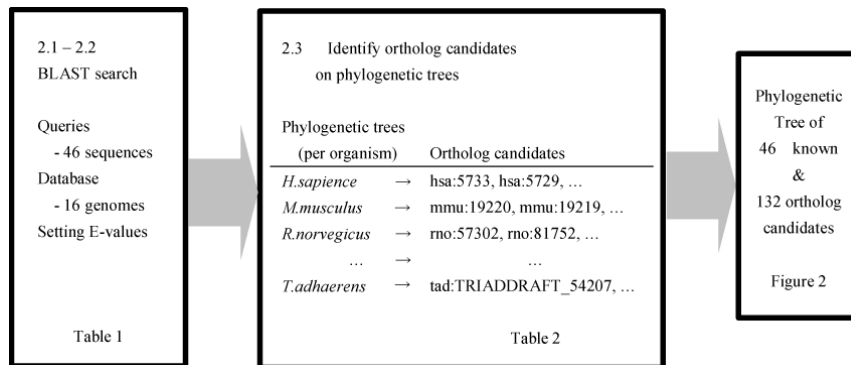 2.1 – 2.2
BLAST search
Queries
- 46 sequences
Database
- 16 genomes
Setting E-values
Table 1
2.3 Identify ortholog candidates
on phylogenetic trees
Phylogenetic trees
(per organism) Ortholog candidates
H.sapience → hsa:5733, hsa:5729, …
M.musculus → mmu:19220, mmu:19219, …
R.norvegicus → rno:57302, rno:81752, …
… → …
T.adhaerens → tad:TRIADDRAFT_54207, …
Table 2
Phylogenetic
Tree of
46 known
&
132 ortholog
candidates
Figure 2